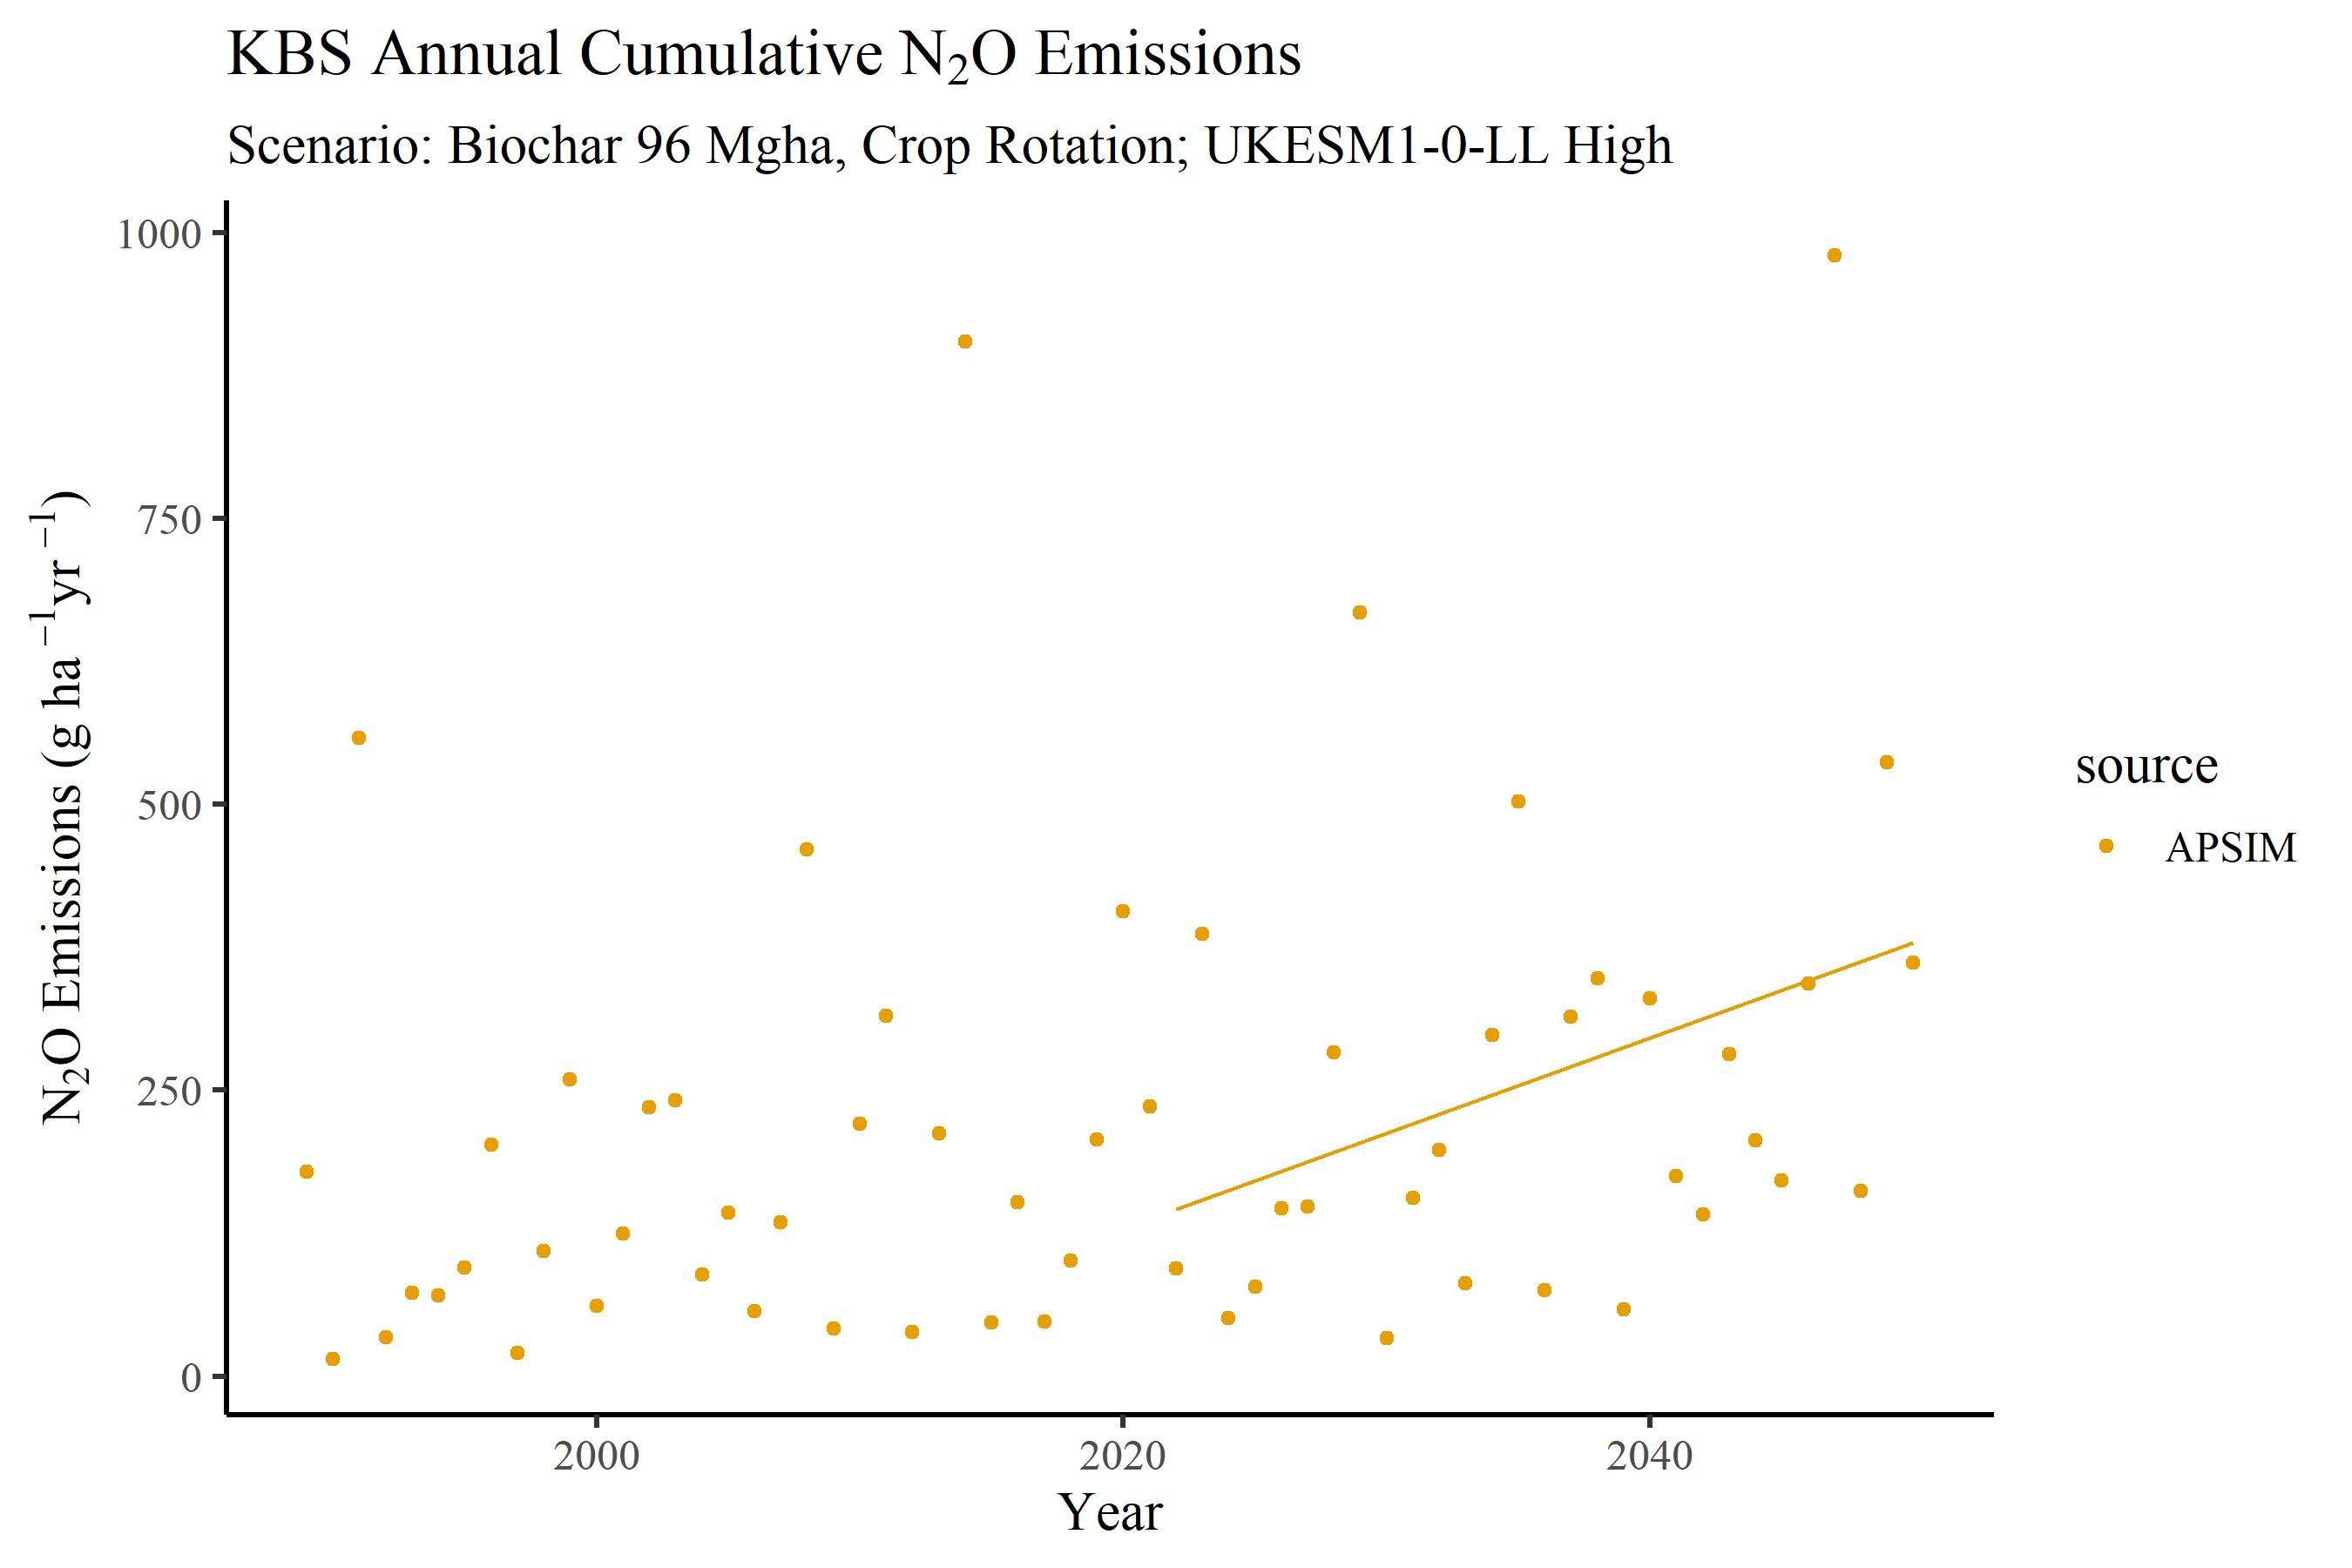 KBS Annual Cumulative N₂O Emissions
Scenario: Biochar 96 Mgha, Crop Rotation; UKESM1-0-LL High
N₂O Emissions (g ha ⁻¹yr ⁻¹)
1000
750
500
250
0
2000
2020
2040
Year
source
APSIM